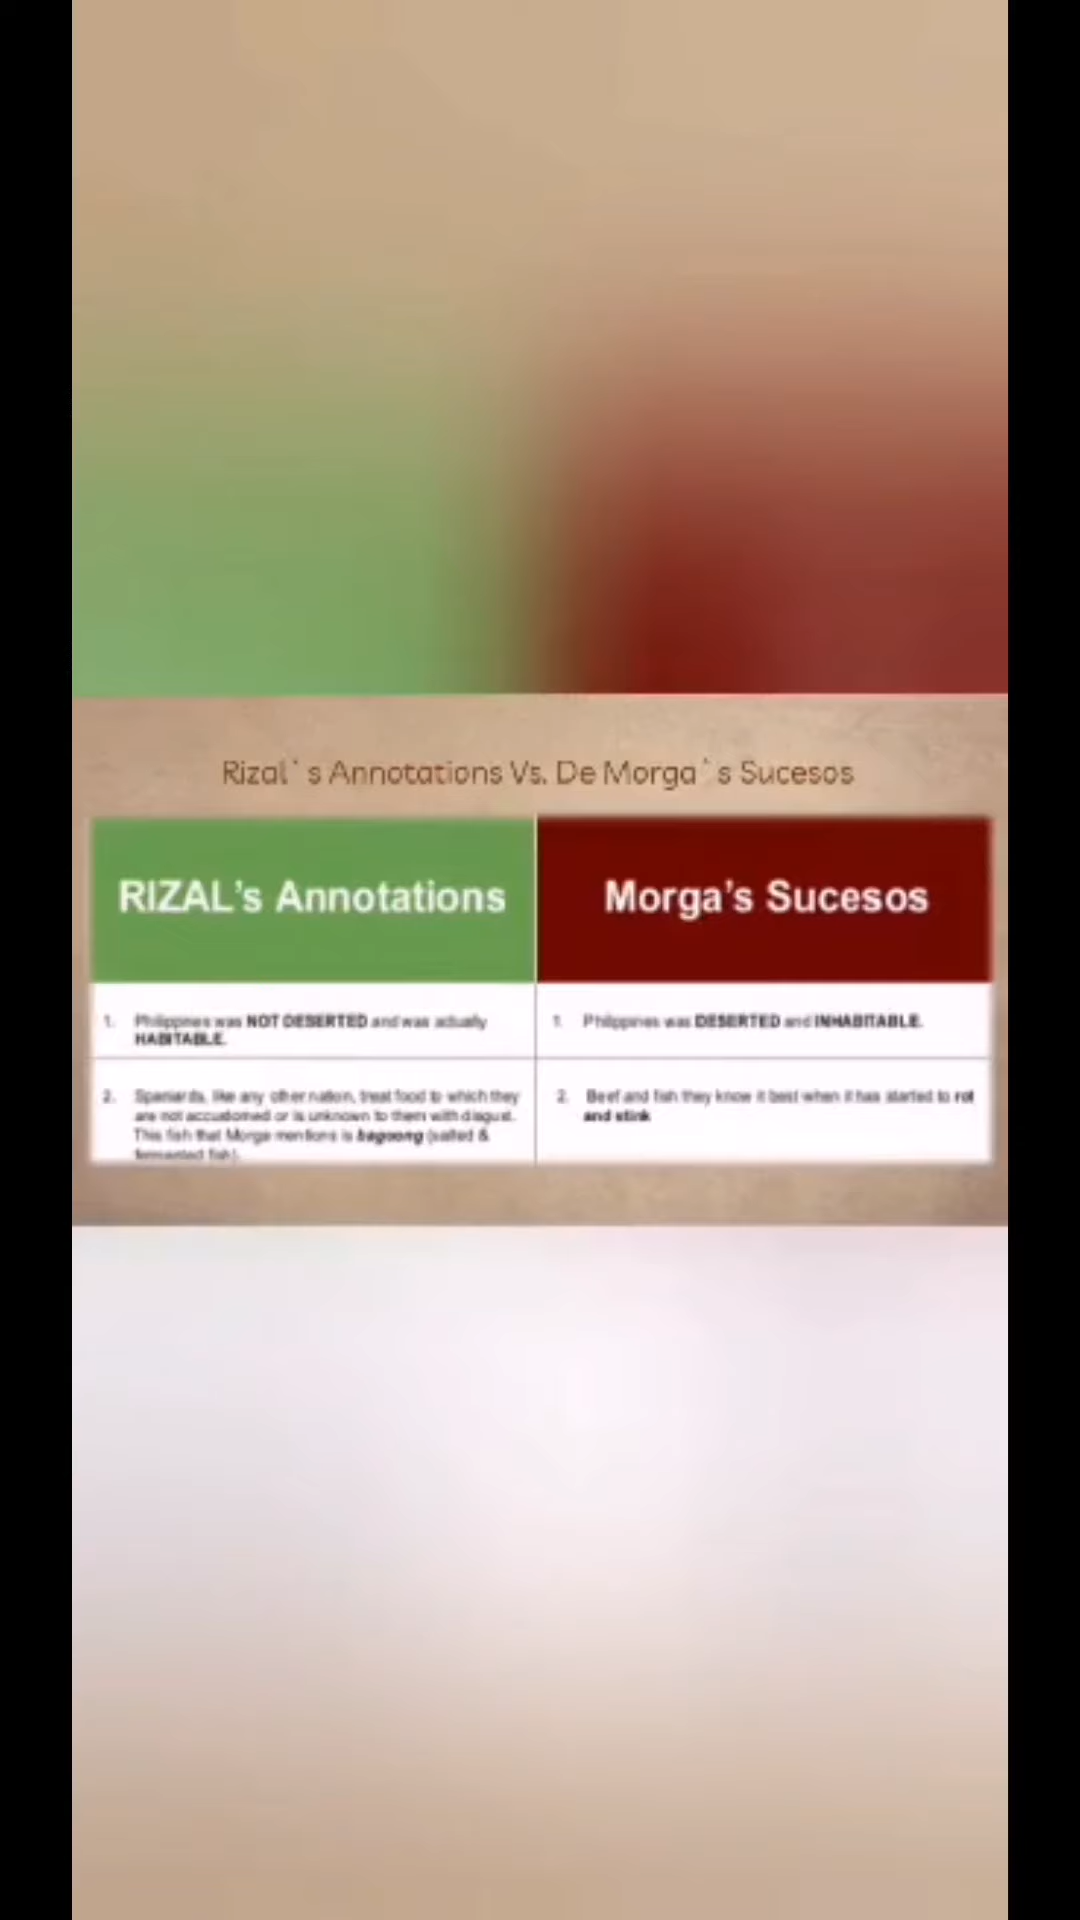 Rizal`s Annotations Vs. De Morga`s Sucesos
RIZAL’s Annotations
Morga’s Sucesos
1. Philippines was NOT DESERTED and was actually
HABITABLE.
1. Philippines was DESERTED and INHABITABLE.
2. Spaniards, like any other nation, treat food to which they
are not accustomed or is unknown to them with disgust.
This fish that Morga mentions is bagoong (salted &
fermented fish).
2. Beef and fish they know it best when it has started to rot
and stink